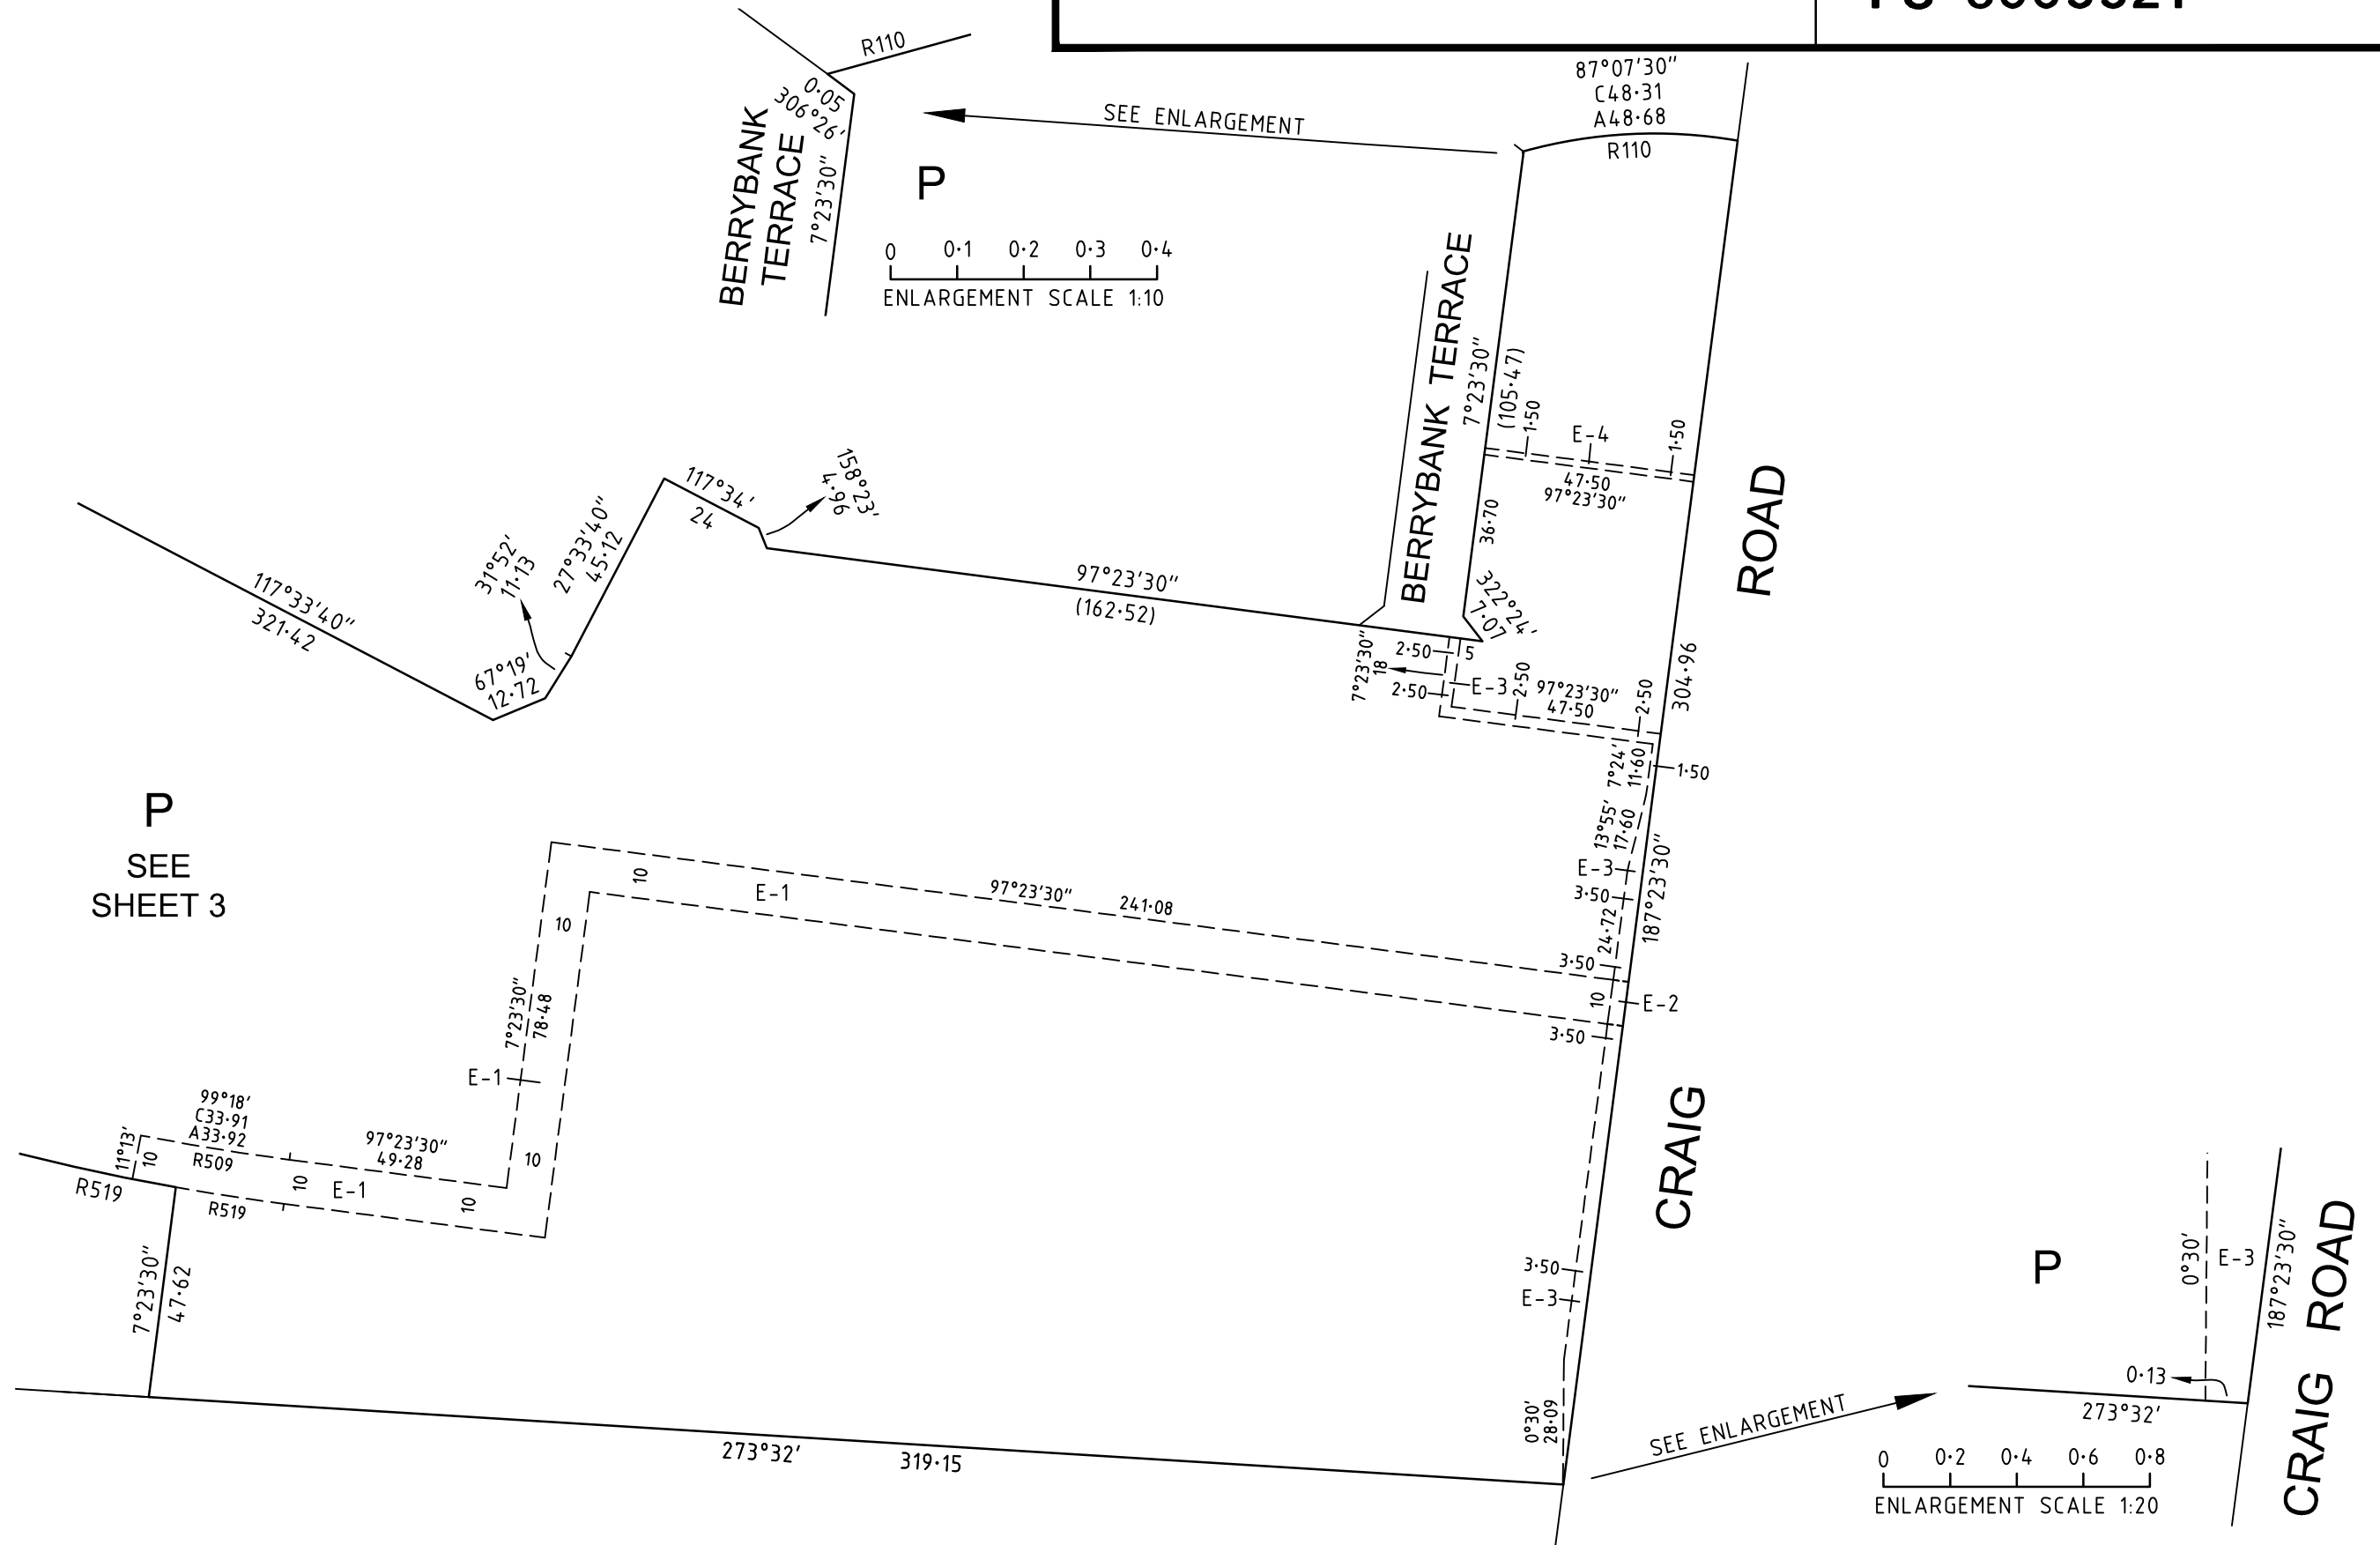 R110
0·05
306°26'
BERRYBANK
TERRACE
7°23'30"
P
0 0·1 0·2 0·3 0·4
ENLARGEMENT SCALE 1:10
SEE ENLARGEMENT
87°07'30"
C48·31
A48·68
R110
BERRYBANK TERRACE
7°23'30"
(105·47)
1·50
E-4
1·50
47·50
97°23'30"
36·70
ROAD
322°24'
7·07
117°33'40"
321·42
31°52'
11·13
27°33'40"
45·12
67°19'
12·72
117°34'
24
158°23'
4·96
97°23'30"
(162·52)
7°23'30"
18
2·50
5
2·50
E-3
2·50
97°23'30"
47·50
2·50
304·96
7°24'
11·60
1·50
13°55'
17·60
E-3
3·50
187°23'30"
24·72
3·50
10
E-2
3·50
P
SEE
SHEET 3
10
E-1
97°23'30" 241·08
10
7°23'30"
78·48
E-1
10
99°18'
C33·91
A33·92
R509
97°23'30"
49·28
11°13'
10
10
E-1
10
R519
R519
7°23'30"
47·62
CRAIG
3·50
E-3
0°30'
28·09
273°32' 319·15
SEE ENLARGEMENT
P
0°30'
E-3
187°23'30"
CRAIG ROAD
0·13
273°32'
0 0·2 0·4 0·6 0·8
ENLARGEMENT SCALE 1:20